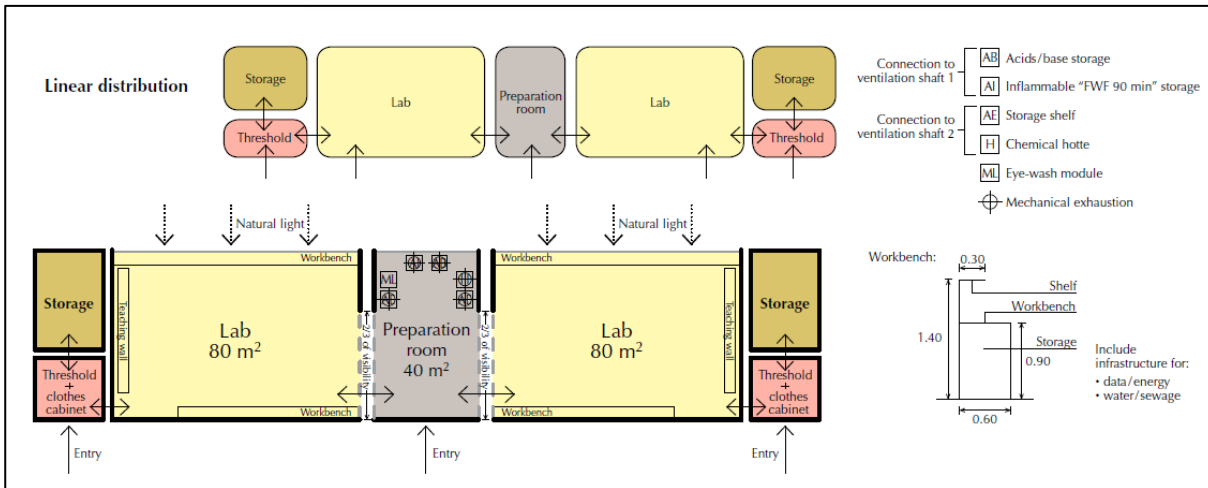 Linear distribution
Storage
Threshold
Lab
Preparation
room
Lab
Storage
Threshold
Connection to
ventilation shaft 1
AB Acids/base storage
AI Inflammable “FWF 90 min” storage
Connection to
ventilation shaft 2
AE Storage shelf
H Chemical hotte
ML Eye-wash module
Mechanical exhaustion
Natural light
Natural light
Storage
Threshold
+
clothes
cabinet
Entry
Workbench
Teaching wall
Lab
80 m²
Workbench
2/3 of visibility
ML
Preparation
room
40 m²
Entry
2/3 of visibility
Workbench
Lab
80 m²
Teaching wall
Workbench
Storage
Threshold
+
clothes
cabinet
Entry
Workbench:
0.30
Shelf
Workbench
Storage
1.40
0.90
0.60
Include
infrastructure for:
• data/energy
• water/sewage